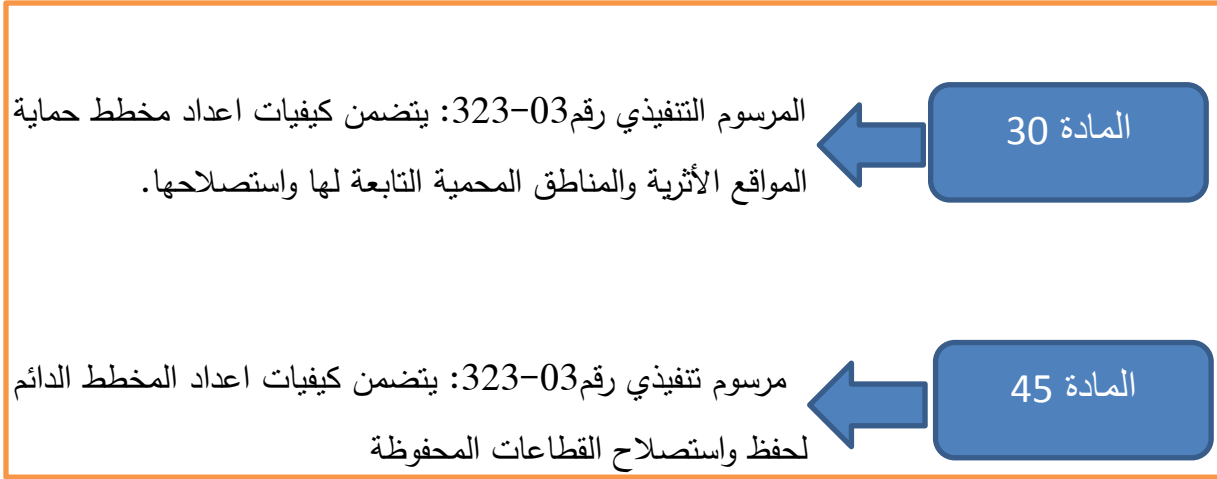 المادة 30
المرسوم التنفيذي رقم03-323: يتضمن كيفيات اعداد مخطط حماية
المواقع الأثرية والمناطق المحمية التابعة لها واستصلاحها.
المادة 45
مرسوم تنفيذي رقم03-323: يتضمن كيفيات اعداد المخطط الدائم
لحفظ واستصلاح القطاعات المحفوظة